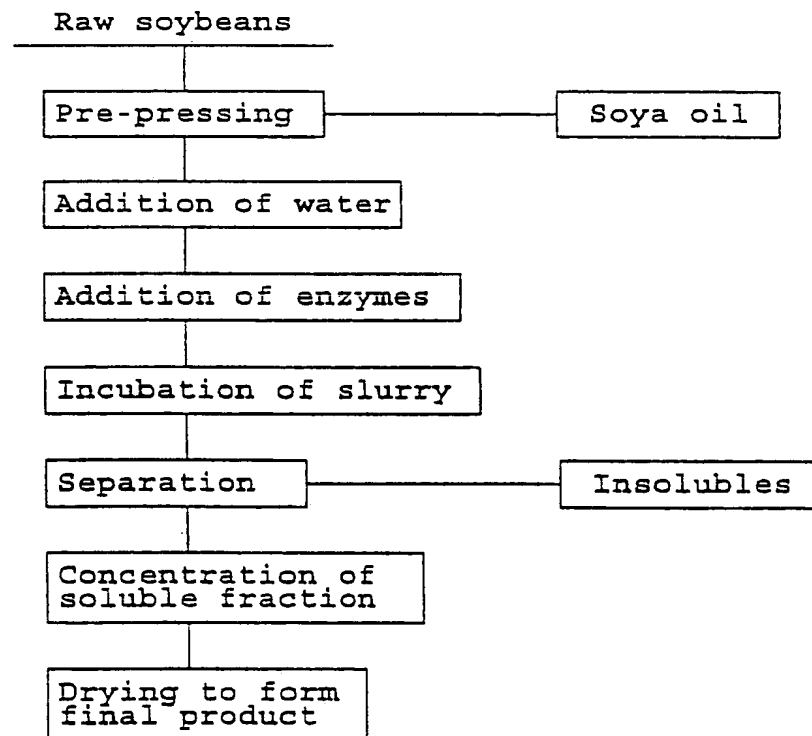 Raw soybeans
Pre-pressing
Soya oil
Addition of water
Addition of enzymes
Incubation of slurry
Separation
Insolubles
Concentration of
soluble fraction
Drying to form
final product